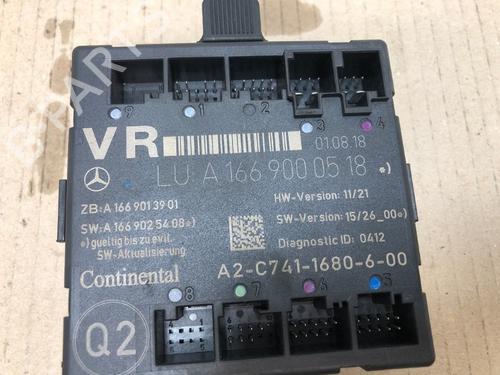 9 1 2 3 4
VR
01.08.18
LU A 166 900 05 18 *)
ZB: A 166 901 39 01
HW-Version: 11/21
SW: A 166 902 54 08 *)
SW-Version: 15/26_00 *)
*) gueltig bis zu evtl.
SW-Aktualisierung
Diagnostic ID: 0412
Continental
A2-C741-1680-6-00
8 7 6 5
Q2
B-PARTS